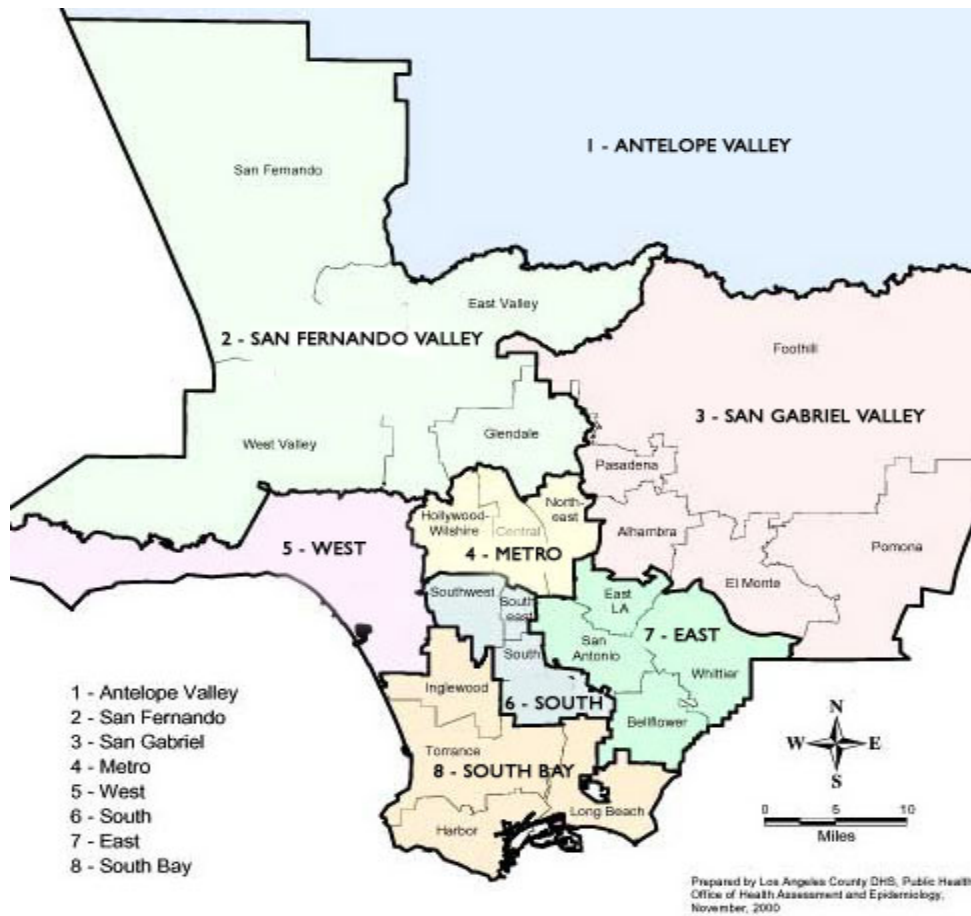 1 - ANTELOPE VALLEY
San Fernando
East Valley
2 - SAN FERNANDO VALLEY
Foothill
3 - SAN GABRIEL VALLEY
West Valley
Glendale
Pasadena
North-
east
Hollywood-
Wilshire
Central
Alhambra
Pomona
5 - WEST
4 - METRO
El Monte
Southwest
South
east
East
LA
7 - EAST
San
Antonio
South
Whittier
Inglewood
6 - SOUTH
Bellflower
Torrance
8 - SOUTH BAY
Long Beach
Harbor
1 - Antelope Valley
2 - San Fernando
3 - San Gabriel
4 - Metro
5 - West
6 - South
7 - East
8 - South Bay
N
W E
S
0 5 10
Miles
Prepared by Los Angeles County DHS, Public Health
Office of Health Assessment and Epidemiology,
November, 2000